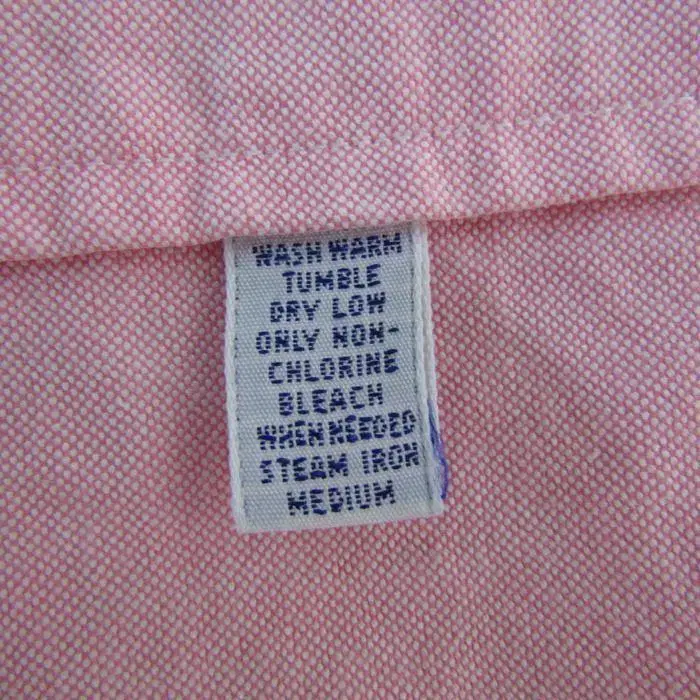 WASH WARM
TUMBLE
DRY LOW
ONLY NON-
CHLORINE
BLEACH
WHEN NEEDED
STEAM IRON
MEDIUM